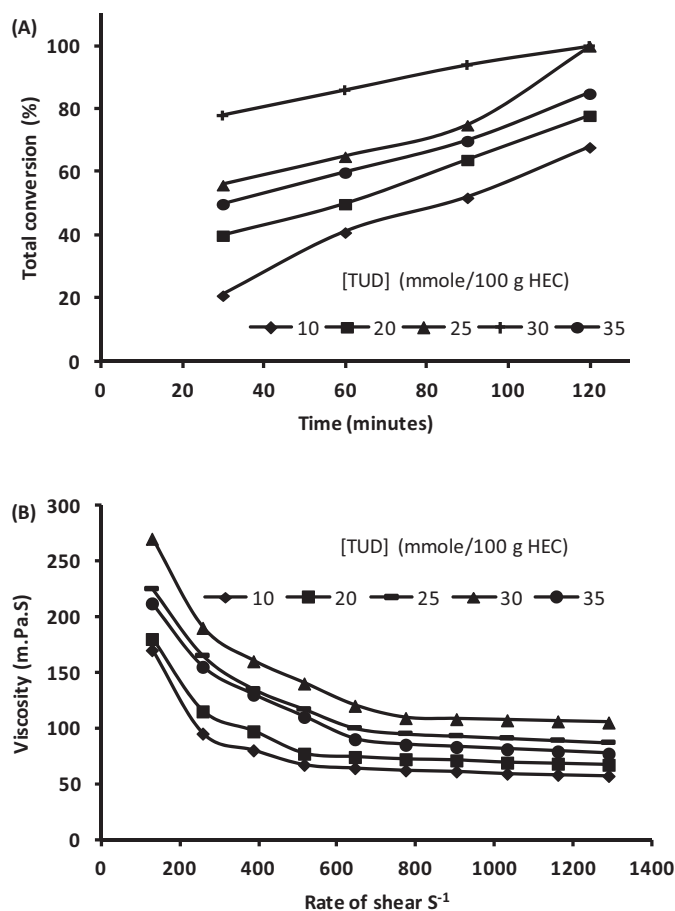 (A)
Total conversion (%)
100
80
60
40
20
0
[TUD] (mmole/100 g HEC)
10 20 25 30 35
0 20 40 60 80 100 120
Time (minutes)
(B)
Viscosity (m.Pa.S)
300
250
200
150
100
50
0
[TUD] (mmole/100 g HEC)
10 20 25 30 35
0 200 400 600 800 1000 1200 1400
Rate of shear S⁻¹